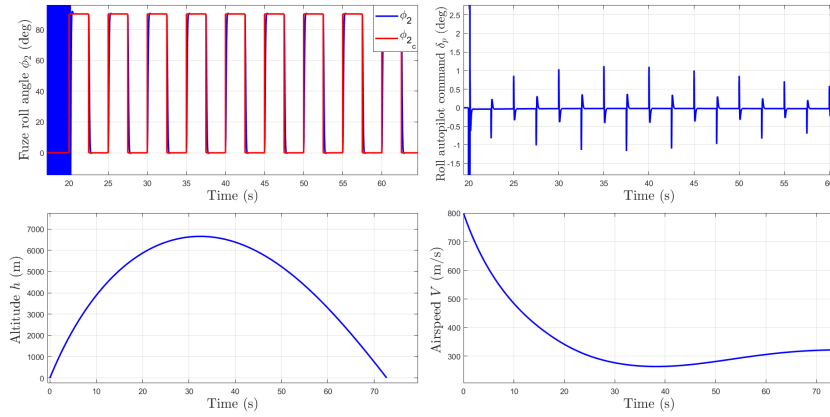 Fuze roll angle ϕ₂ (deg)
80
60
40
20
0
ϕ₂
ϕ₂c
20 25 30 35 40 45 50 55 60
Time (s)
Roll autopilot command δₚ (deg)
2.5
2
1.5
1
0.5
0
-0.5
-1
-1.5
20 25 30 35 40 45 50 55 60
Time (s)
Altitude h (m)
7000
6000
5000
4000
3000
2000
1000
0
0 10 20 30 40 50 60 70
Time (s)
Airspeed V (m/s)
800
700
600
500
400
300
0 10 20 30 40 50 60 70
Time (s)